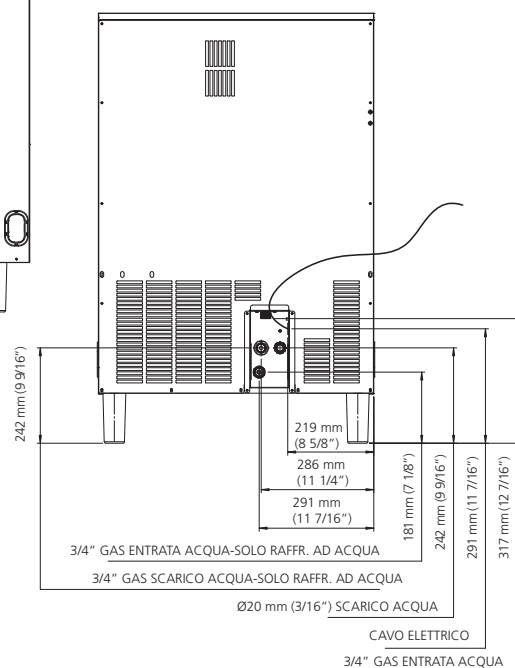 242 mm (9 9/16”)
219 mm
(8 5/8”)
286 mm
(11 1/4”)
291 mm
(11 7/16”)
181 mm (7 1/8”)
242 mm (9 9/16”)
291 mm (11 7/16”)
317 mm (12 7/16”)
3/4” GAS ENTRATA ACQUA-SOLO RAFFR. AD ACQUA
3/4” GAS SCARICO ACQUA-SOLO RAFFR. AD ACQUA
Ø20 mm (3/16”) SCARICO ACQUA
CAVO ELETTRICO
3/4” GAS ENTRATA ACQUA